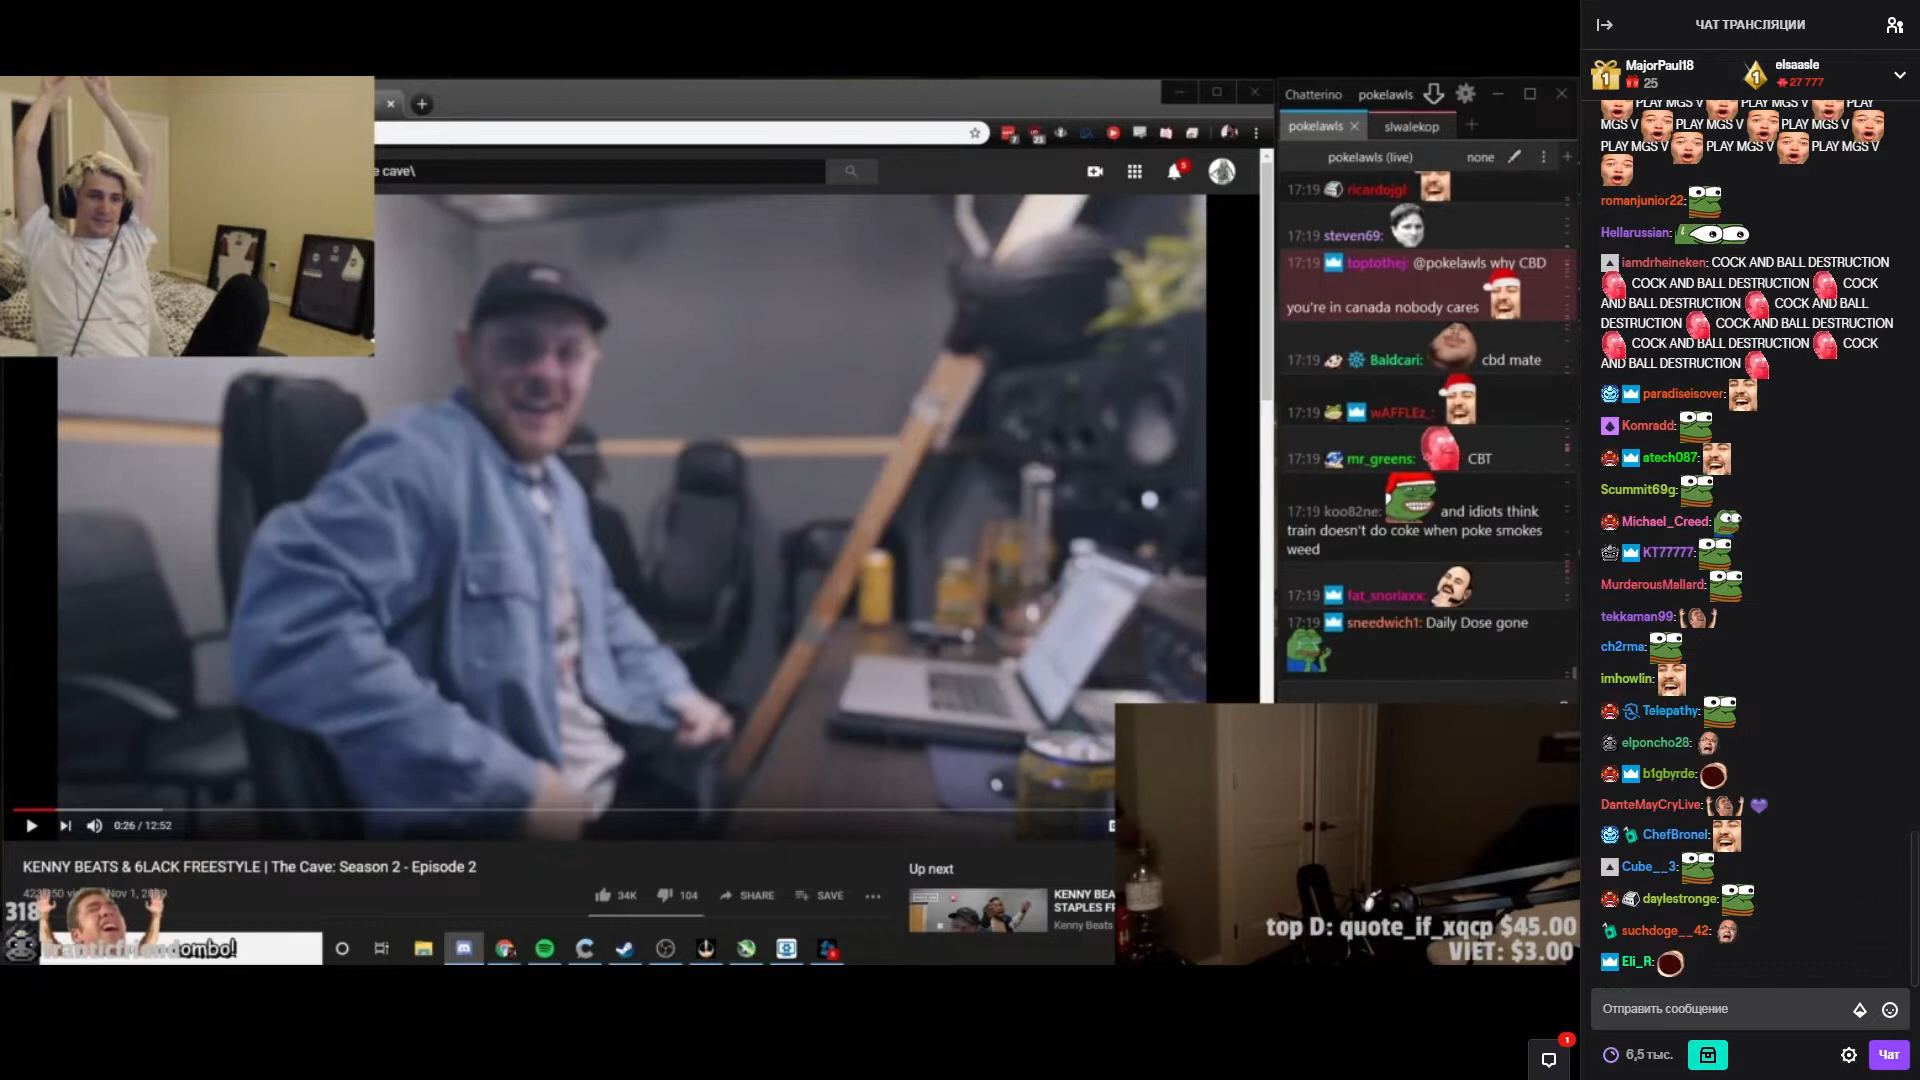 e cave\
0:26 / 12:52
KENNY BEATS & 6LACK FREESTYLE | The Cave: Season 2 - Episode 2
34K
104
SHARE
SAVE
Up next
KENNY BEA
STAPLES F
Kenny Beats
318
ombo!
Chatterino
pokelawls
pokelawls
slwalekop
pokelawls (live)
none
17:19 ricardojgl:
17:19 steven69:
17:19 toptothej: @pokelawls why CBD
you're in canada nobody cares
17:19 Baldcari: cbd mate
17:19 wAFFLEz_:
17:19 mr_greens: CBT
17:19 koo82ne: and idiots think
train doesn't do coke when poke smokes
weed
17:19 fat_snorlaxx:
17:19 sneedwich1: Daily Dose gone
top D: quote_if_xqcp $45.00
VIET: $3.00
ЧАТ ТРАНСЛЯЦИИ
MajorPaul18
25
elsaasle
27 777
PLAY MGS V PLAY MGS V PLAY
MGS V PLAY MGS V PLAY MGS V
PLAY MGS V PLAY MGS V PLAY MGS V
romanjunior22:
Hellarussian:
iamdrheineken: COCK AND BALL DESTRUCTION
COCK AND BALL DESTRUCTION COCK
AND BALL DESTRUCTION COCK AND BALL
DESTRUCTION COCK AND BALL DESTRUCTION
COCK AND BALL DESTRUCTION COCK
AND BALL DESTRUCTION
paradiseisover:
Komradd:
atech087:
Scummit69g:
Michael_Creed:
KT77777:
MurderousMallard:
tekkaman99:
ch2rma:
imhowlin:
Telepathy:
elponcho28:
b1gbyrde:
DanteMayCryLive:
ChefBronel:
Cube__3:
daylestronge:
suchdoge__42:
Eli_R:
Отправить сообщение
6,5 тыс.
Чат
1